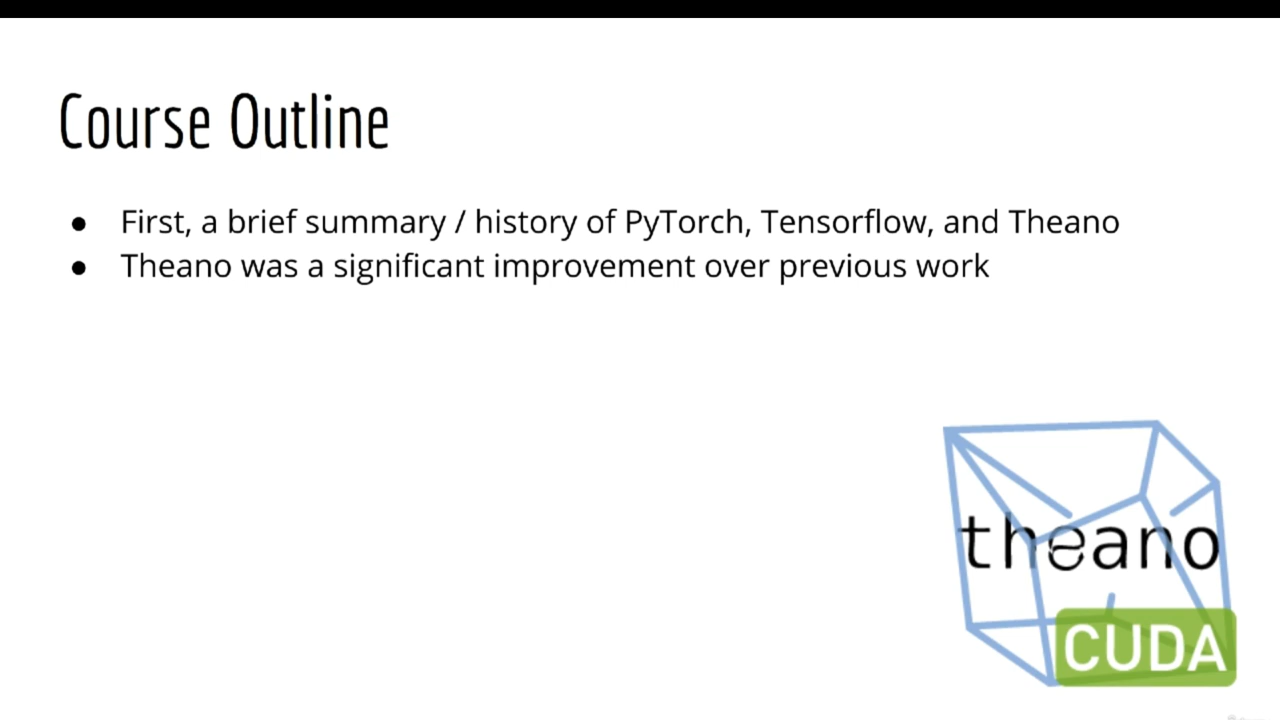 Course Outline
● First, a brief summary / history of PyTorch, Tensorflow, and Theano
● Theano was a significant improvement over previous work
theano
CUDA